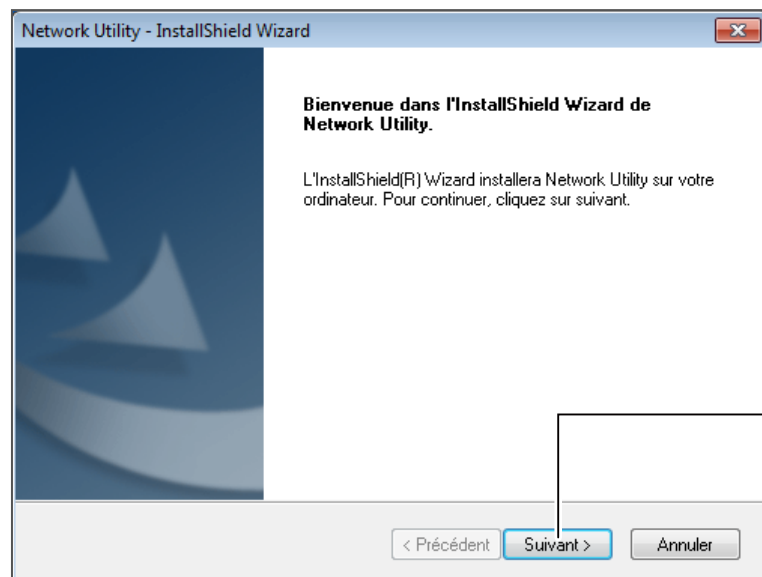 Network Utility - InstallShield Wizard
Bienvenue dans l'InstallShield Wizard de
Network Utility.
L'InstallShield(R) Wizard installera Network Utility sur votre
ordinateur. Pour continuer, cliquez sur suivant.
< Précédent Suivant > Annuler